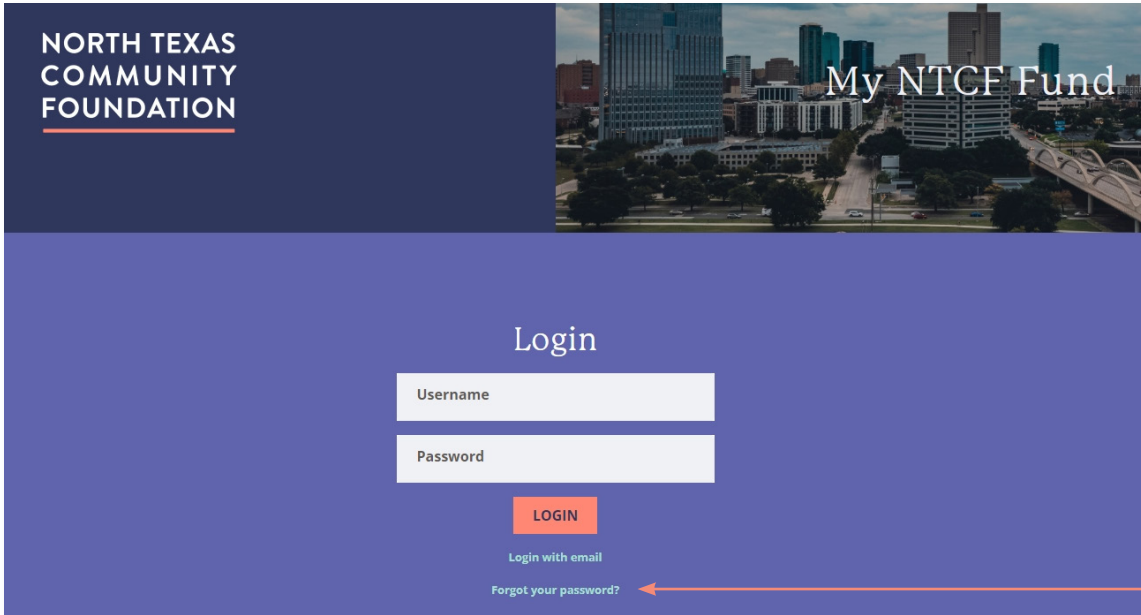 NORTH TEXAS
COMMUNITY
FOUNDATION
My NTCF Fund
Login
Username
Password
LOGIN
Login with email
Forgot your password?